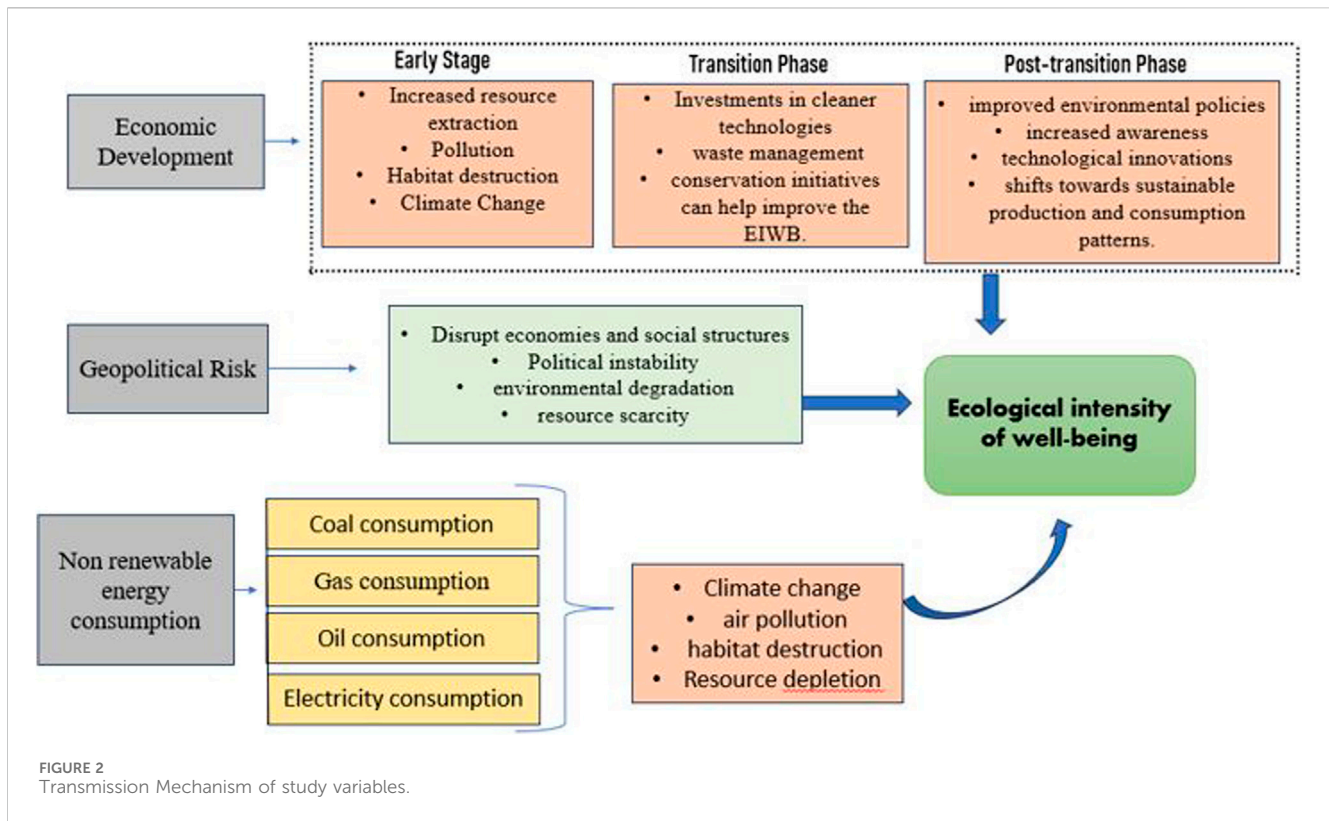 Early Stage
Transition Phase
Post-transition Phase
Economic
Development
• Increased resource
extraction
• Pollution
• Habitat destruction
• Climate Change
• Investments in cleaner
technologies
• waste management
• conservation initiatives
can help improve the
EIWB.
• improved environmental policies
• increased awareness
• technological innovations
• shifts towards sustainable
production and consumption
patterns.
Geopolitical Risk
• Disrupt economies and social structures
• Political instability
• environmental degradation
• resource scarcity
Ecological intensity
of well-being
Non renewable
energy
consumption
Coal consumption
Gas consumption
Oil consumption
Electricity consumption
• Climate change
• air pollution
• habitat destruction
• Resource depletion
FIGURE 2
Transmission Mechanism of study variables.